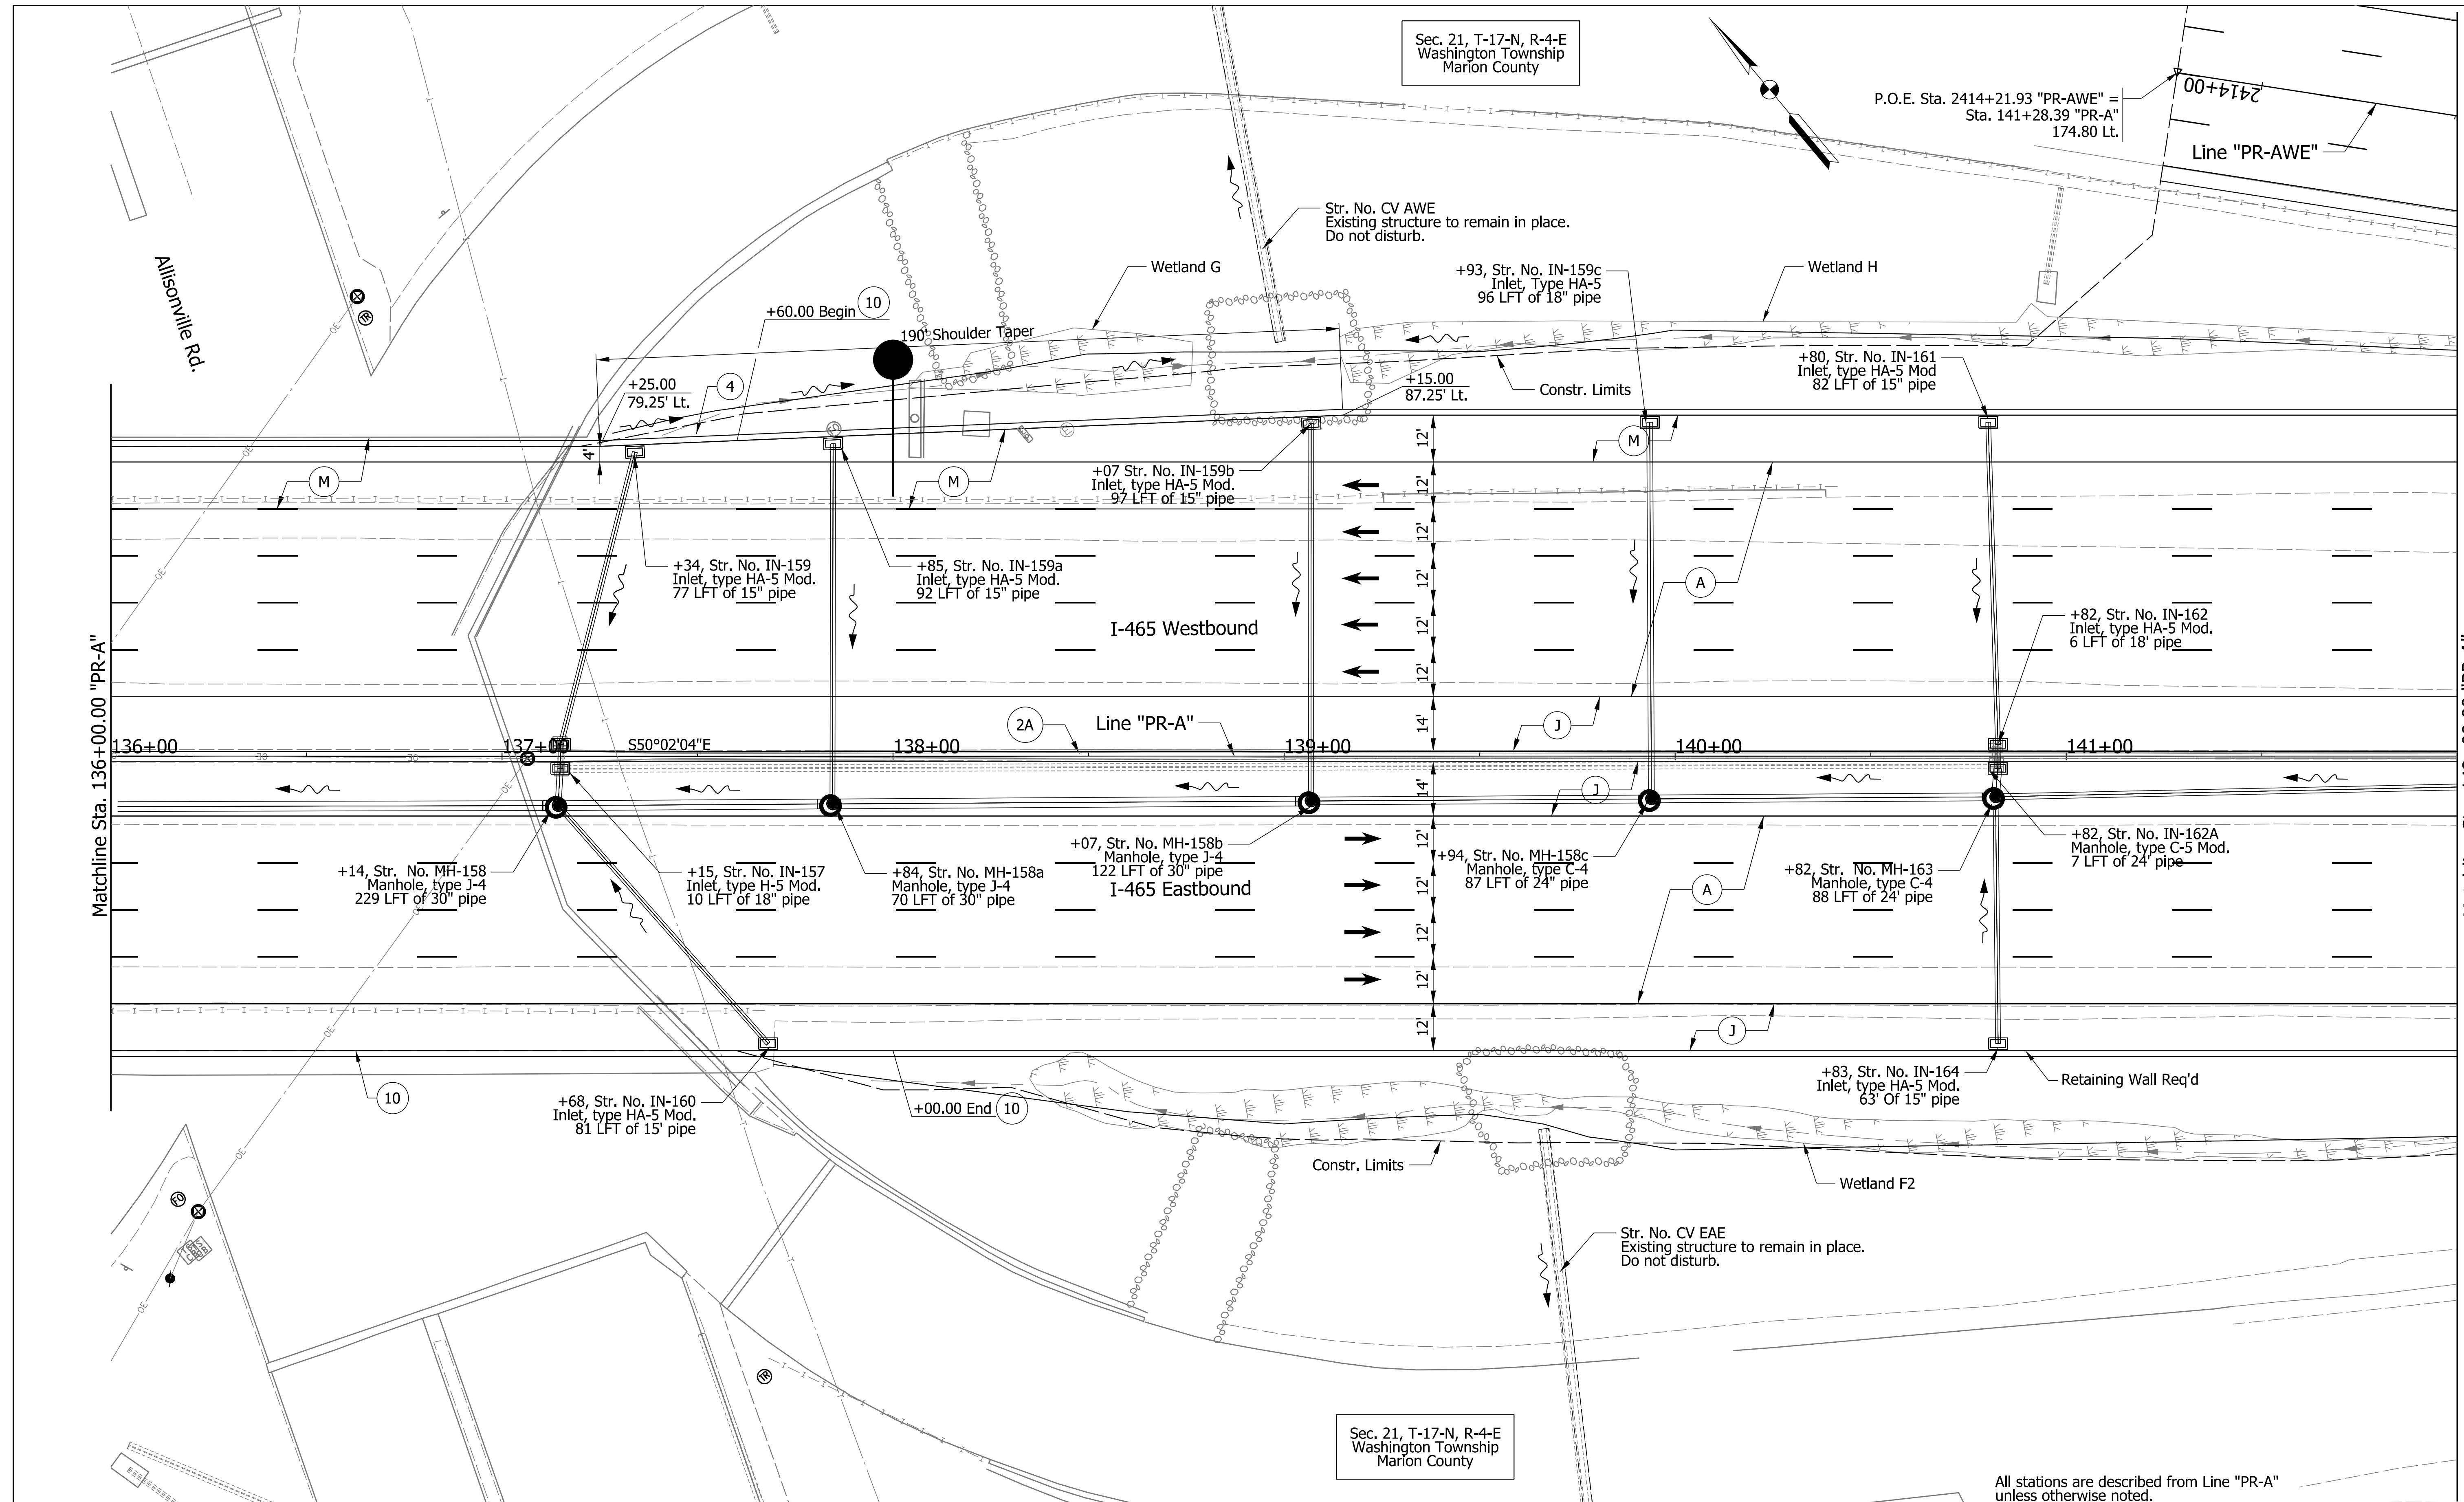 Sec. 21, T-17-N, R-4-E
Washington Township
Marion County
P.O.E. Sta. 2414+21.93 "PR-AWE" =
Sta. 141+28.39 "PR-A"
174.80 Lt.
2414+00
Line "PR-AWE"
Allisonville Rd.
TR
OE
Str. No. CV AWE
Existing structure to remain in place.
Do not disturb.
Wetland G
+93, Str. No. IN-159c
Inlet, Type HA-5
96 LFT of 18" pipe
Wetland H
+60.00 Begin
10
190' Shoulder Taper
+25.00
79.25' Lt.
4
+15.00
87.25' Lt.
Constr. Limits
+80, Str. No. IN-161
Inlet, type HA-5 Mod
82 LFT of 15" pipe
4'
12'
M
M
M
+07 Str. No. IN-159b
Inlet, type HA-5 Mod.
97 LFT of 15" pipe
12'
12'
12'
12'
12'
+34, Str. No. IN-159
Inlet, type HA-5 Mod.
77 LFT of 15" pipe
+85, Str. No. IN-159a
Inlet, type HA-5 Mod.
92 LFT of 15" pipe
A
I-465 Westbound
+82, Str. No. IN-162
Inlet, type HA-5 Mod.
6 LFT of 18' pipe
Matchline Sta. 136+00.00 "PR-A"
14'
2A
Line "PR-A"
J
136+00
137+00
S50°02'04"E
138+00
139+00
140+00
141+00
14'
J
+14, Str. No. MH-158
Manhole, type J-4
229 LFT of 30" pipe
+15, Str. No. IN-157
Inlet, type H-5 Mod.
10 LFT of 18" pipe
+84, Str. No. MH-158a
Manhole, type J-4
70 LFT of 30" pipe
+07, Str. No. MH-158b
Manhole, type J-4
122 LFT of 30" pipe
I-465 Eastbound
+94, Str. No. MH-158c
Manhole, type C-4
87 LFT of 24" pipe
+82, Str. No. MH-163
Manhole, type C-4
88 LFT of 24' pipe
+82, Str. No. IN-162A
Manhole, type C-5 Mod.
7 LFT of 24' pipe
12'
12'
12'
12'
A
12'
J
10
+68, Str. No. IN-160
Inlet, type HA-5 Mod.
81 LFT of 15' pipe
+00.00 End
10
+83, Str. No. IN-164
Inlet, type HA-5 Mod.
63' Of 15" pipe
Retaining Wall Req'd
Constr. Limits
Wetland F2
FO
Str. No. CV EAE
Existing structure to remain in place.
Do not disturb.
TR
Sec. 21, T-17-N, R-4-E
Washington Township
Marion County
All stations are described from Line "PR-A"
unless otherwise noted.